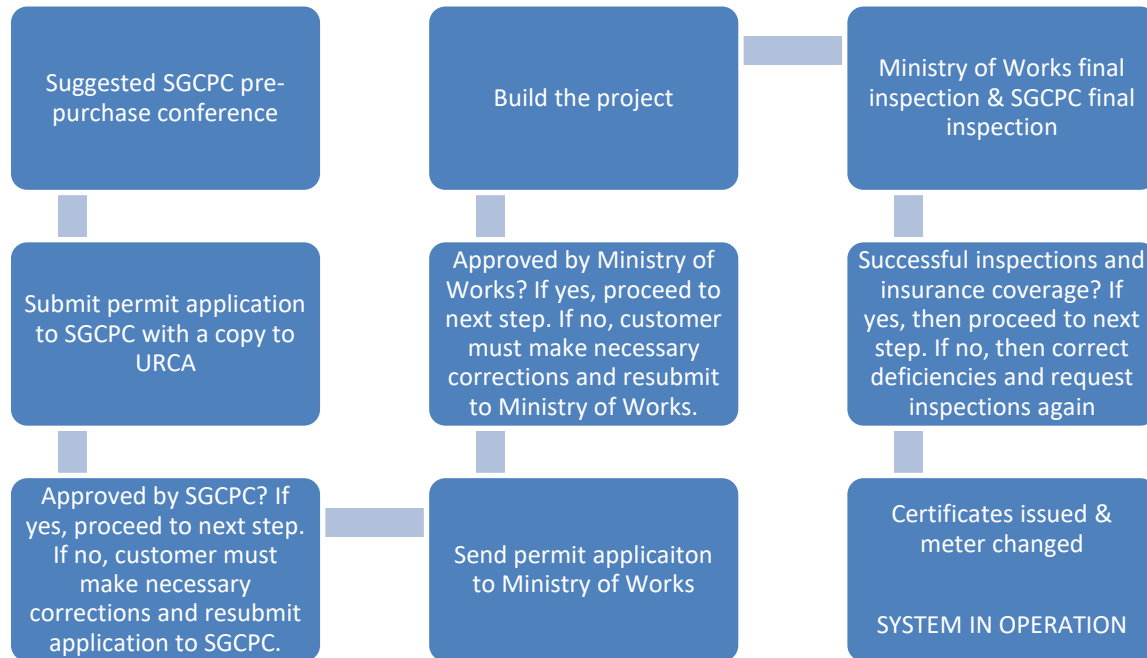 Suggested SGCPC pre-
purchase conference
Submit permit application
to SGCPC with a copy to
URCA
Approved by SGCPC? If
yes, proceed to next step.
If no, customer must
make necessary
corrections and resubmit
application to SGCPC.
Send permit applicaiton
to Ministry of Works
Approved by Ministry of
Works? If yes, proceed to
next step. If no, customer
must make necessary
corrections and resubmit
to Ministry of Works.
Build the project
Ministry of Works final
inspection & SGCPC final
inspection
Successful inspections and
insurance coverage? If
yes, then proceed to next
step. If no, then correct
deficiencies and request
inspections again
Certificates issued &
meter changed
SYSTEM IN OPERATION